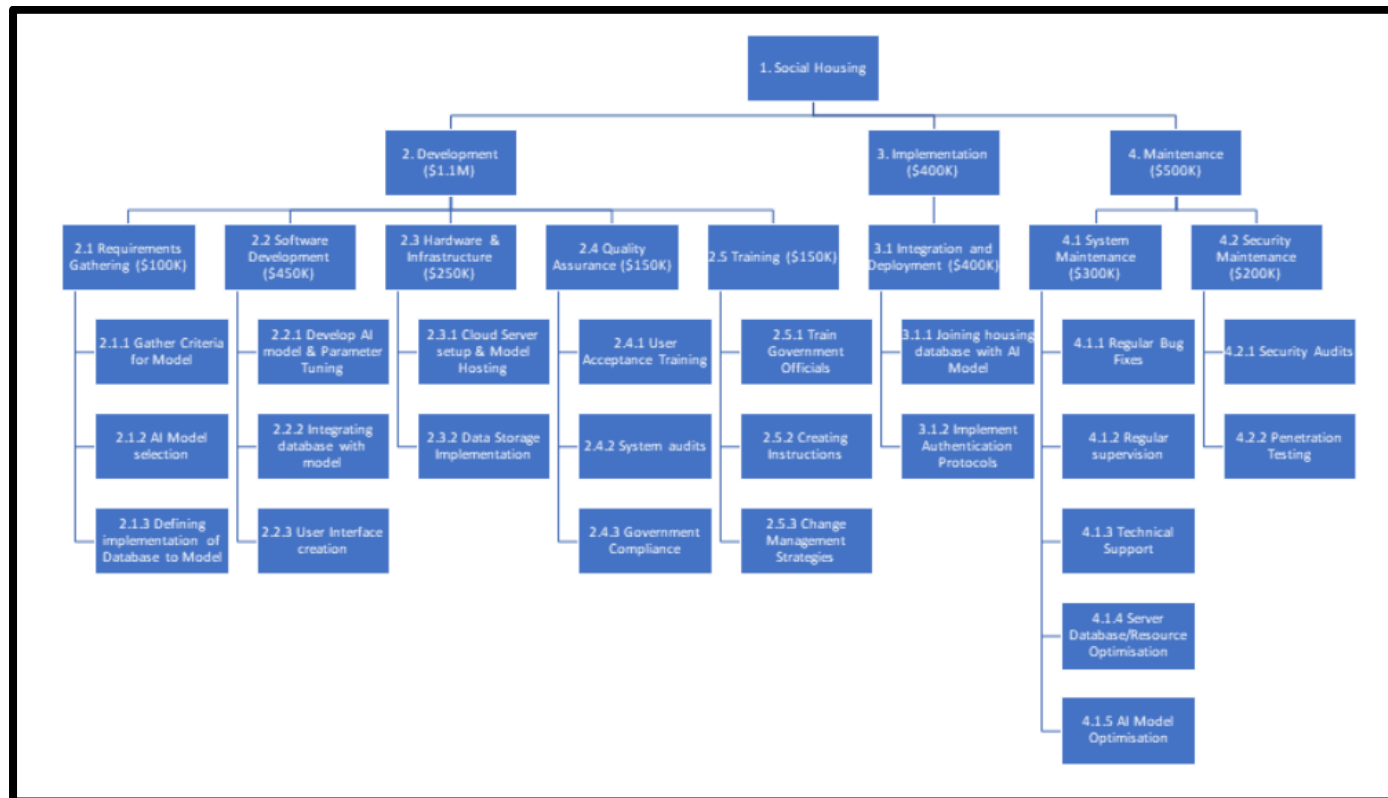 1. Social Housing
2. Development
($1.1M)
3. Implementation
($400K)
4. Maintenance
($500K)
2.1 Requirements
Gathering ($100K)
2.2 Software
Development
($450K)
2.3 Hardware &
Infrastructure
($250K)
2.4 Quality
Assurance ($150K)
2.5 Training ($150K)
3.1 Integration and
Deployment ($400K)
4.1 System
Maintenance
($300K)
4.2 Security
Maintenance
($200K)
2.1.1 Gather Criteria
for Model
2.2.1 Develop AI
model & Parameter
Tuning
2.3.1 Cloud Server
setup & Model
Hosting
2.4.1 User
Acceptance Training
2.5.1 Train
Government
Officials
3.1.1 Joining housing
database with AI
Model
4.1.1 Regular Bug
Fixes
4.2.1 Security Audits
2.1.2 AI Model
selection
2.2.2 Integrating
database with
model
2.3.2 Data Storage
Implementation
2.4.2 System audits
2.5.2 Creating
Instructions
3.1.2 Implement
Authentication
Protocols
4.1.2 Regular
supervision
4.2.2 Penetration
Testing
2.1.3 Defining
implementation of
Database to Model
2.2.3 User Interface
creation
2.4.3 Government
Compliance
2.5.3 Change
Management
Strategies
4.1.3 Technical
Support
4.1.4 Server
Database/Resource
Optimisation
4.1.5 AI Model
Optimisation